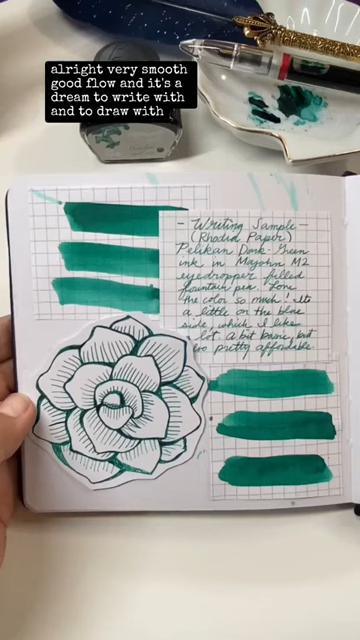 alright very smooth
good flow and it's a
dream to write with
and to draw with
- Writing Sample -
(Rhodia Paper)
Pelikan Dark-Green
ink in Majohn M2
eyedropper filled
fountain pen. Love
the color so much! its
a little on the blue
side, which I like
a lot. A bit basic, but
too pretty affordable.